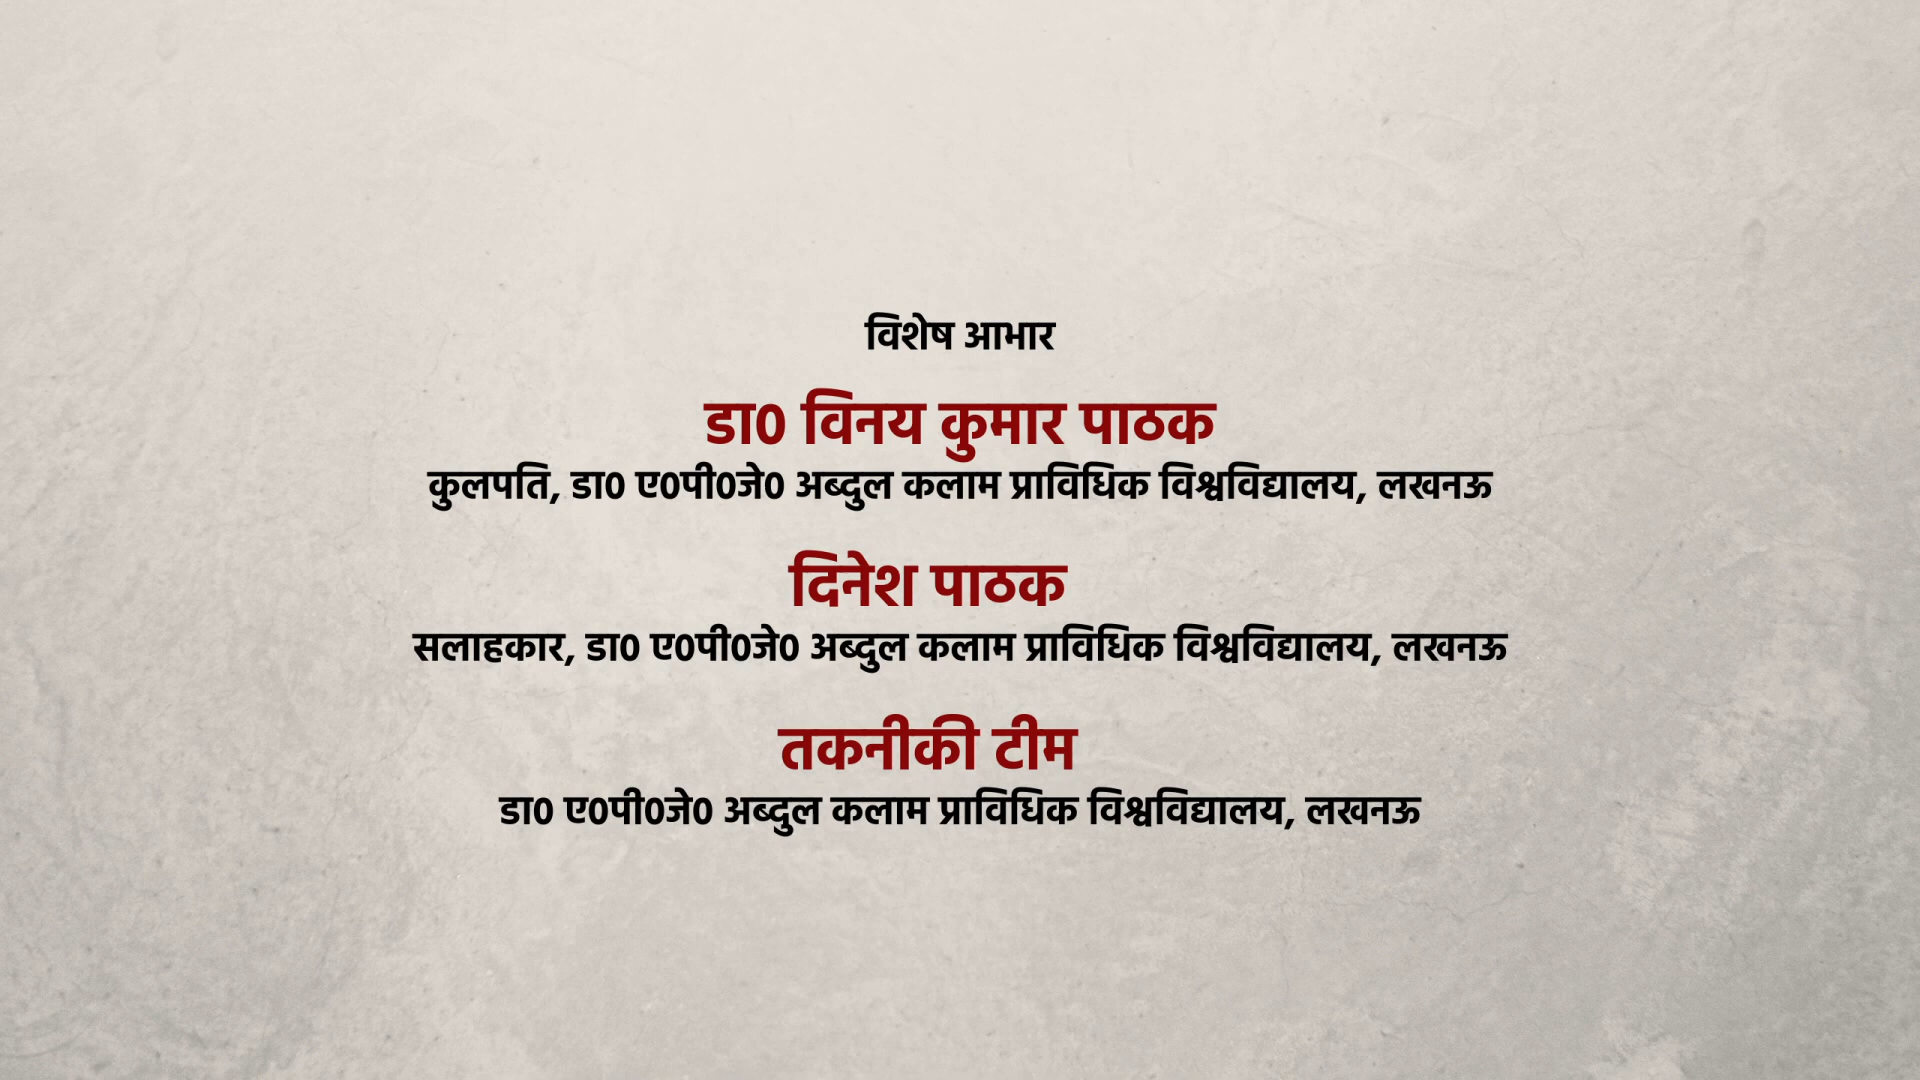 विशेष आभार
डा0 विनय कुमार पाठक
कुलपति, डा0 ए0पी0जे0 अब्दुल कलाम प्राविधिक विश्वविद्यालय, लखनऊ
दिनेश पाठक
सलाहकार, डा0 ए0पी0जे0 अब्दुल कलाम प्राविधिक विश्वविद्यालय, लखनऊ
तकनीकी टीम
डा0 ए0पी0जे0 अब्दुल कलाम प्राविधिक विश्वविद्यालय, लखनऊ